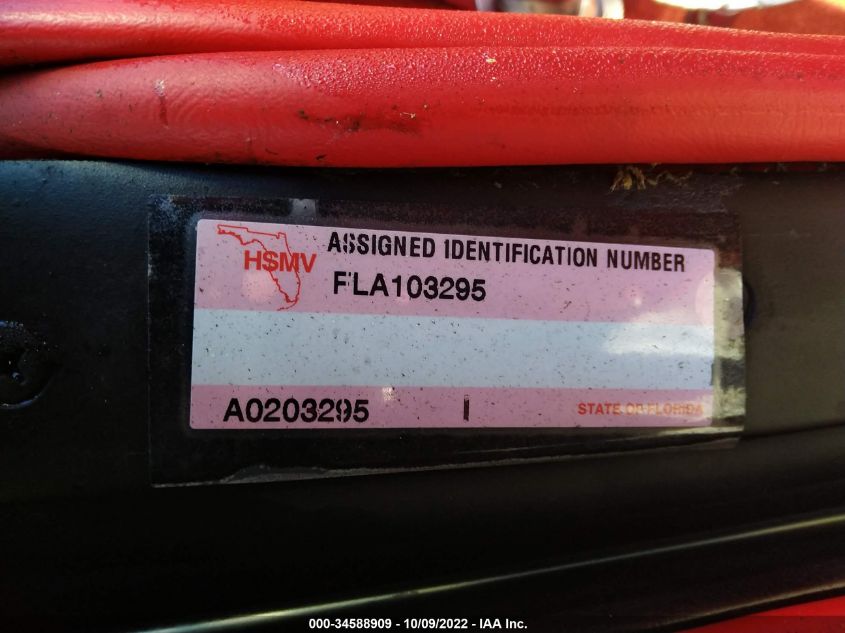 ASSIGNED IDENTIFICATION NUMBER
HSMV
FLA103295
A0203295 I STATE OF FLORIDA
000-34588909 - 10/09/2022 - IAA Inc.